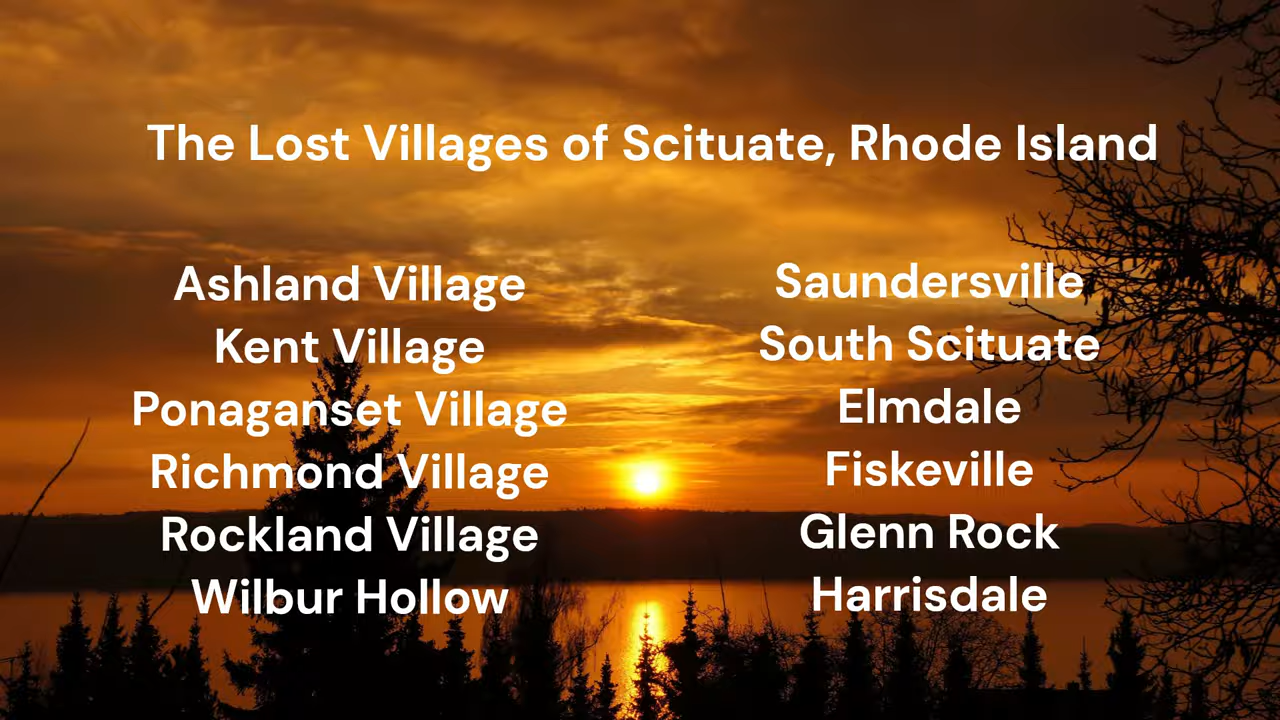 The Lost Villages of Scituate, Rhode Island
Ashland Village
Kent Village
Ponaganset Village
Richmond Village
Rockland Village
Wilbur Hollow
Saundersville
South Scituate
Elmdale
Fiskeville
Glenn Rock
Harrisdale